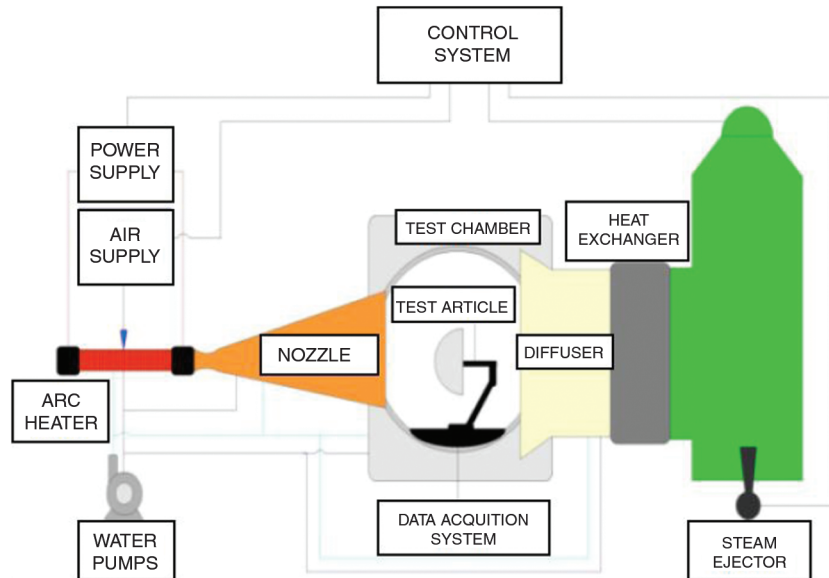 CONTROL
SYSTEM
POWER
SUPPLY
AIR
SUPPLY
TEST CHAMBER
HEAT
EXCHANGER
TEST ARTICLE
NOZZLE
DIFFUSER
ARC
HEATER
DATA ACQUITION
SYSTEM
WATER
PUMPS
STEAM
EJECTOR